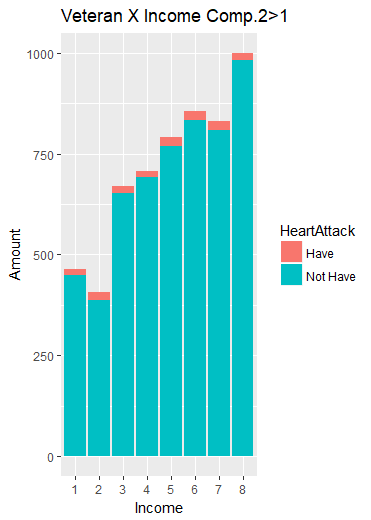 Veteran X Income Comp.2>1
1000
750
500
250
0
Amount
1 2 3 4 5 6 7 8
Income
HeartAttack
Have
Not Have